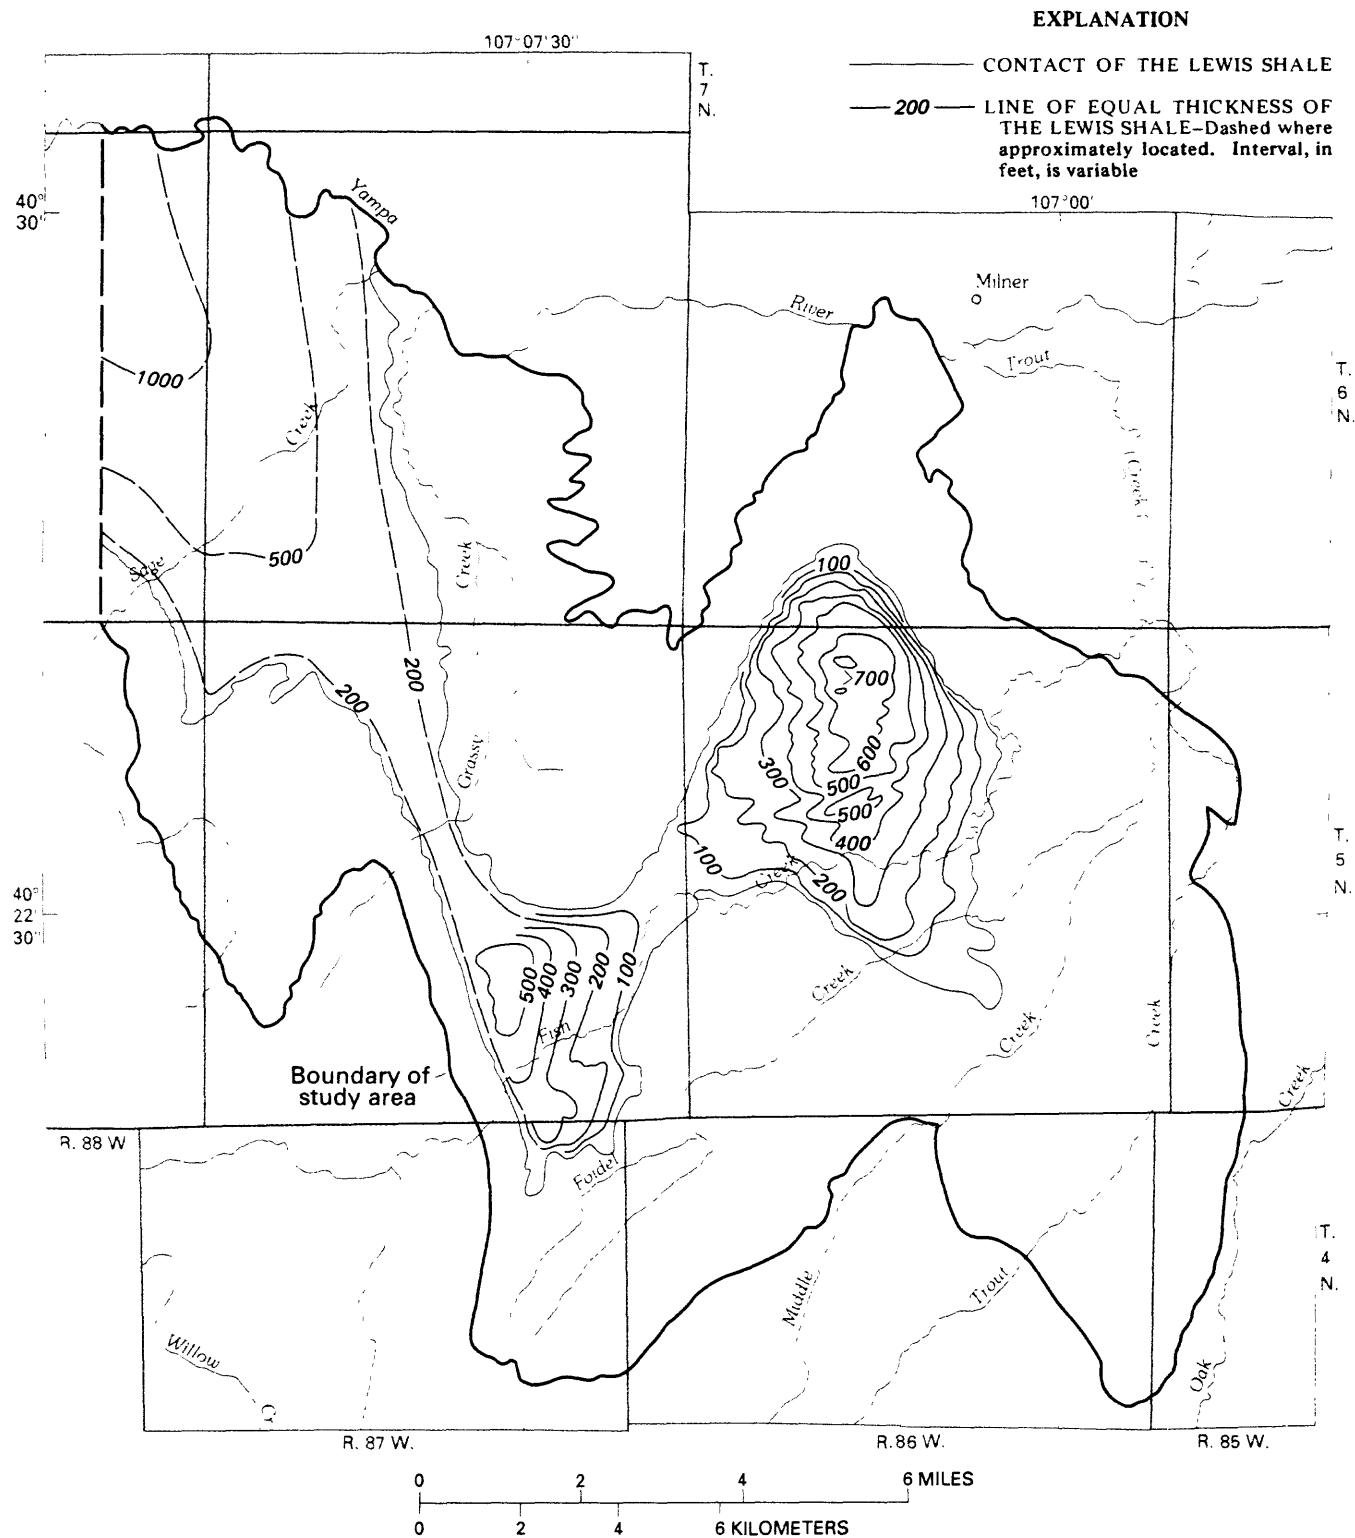 EXPLANATION
CONTACT OF THE LEWIS SHALE
200 LINE OF EQUAL THICKNESS OF
THE LEWIS SHALE–Dashed where
approximately located. Interval, in
feet, is variable
107°07'30"
T.
7
N.
40°
30'
107°00'
Yampa
Milner
River
Trout
T.
6
N.
1000
Creek
Creek
500
Creek
Sage
100
200
200
700
Grassy
600
300
500
500
400
T.
5
N.
100
Creek
200
40°
22'
30"
500
400
300
200
100
Creek
Fish
Creek
Creek
Creek
Boundary of
study area
R. 88 W
Foidel
T.
4
N.
Middle
Trout
Willow
Cr
Oak
R. 87 W.
R. 86 W.
R. 85 W.
0 2 4 6 MILES
0 2 4 6 KILOMETERS